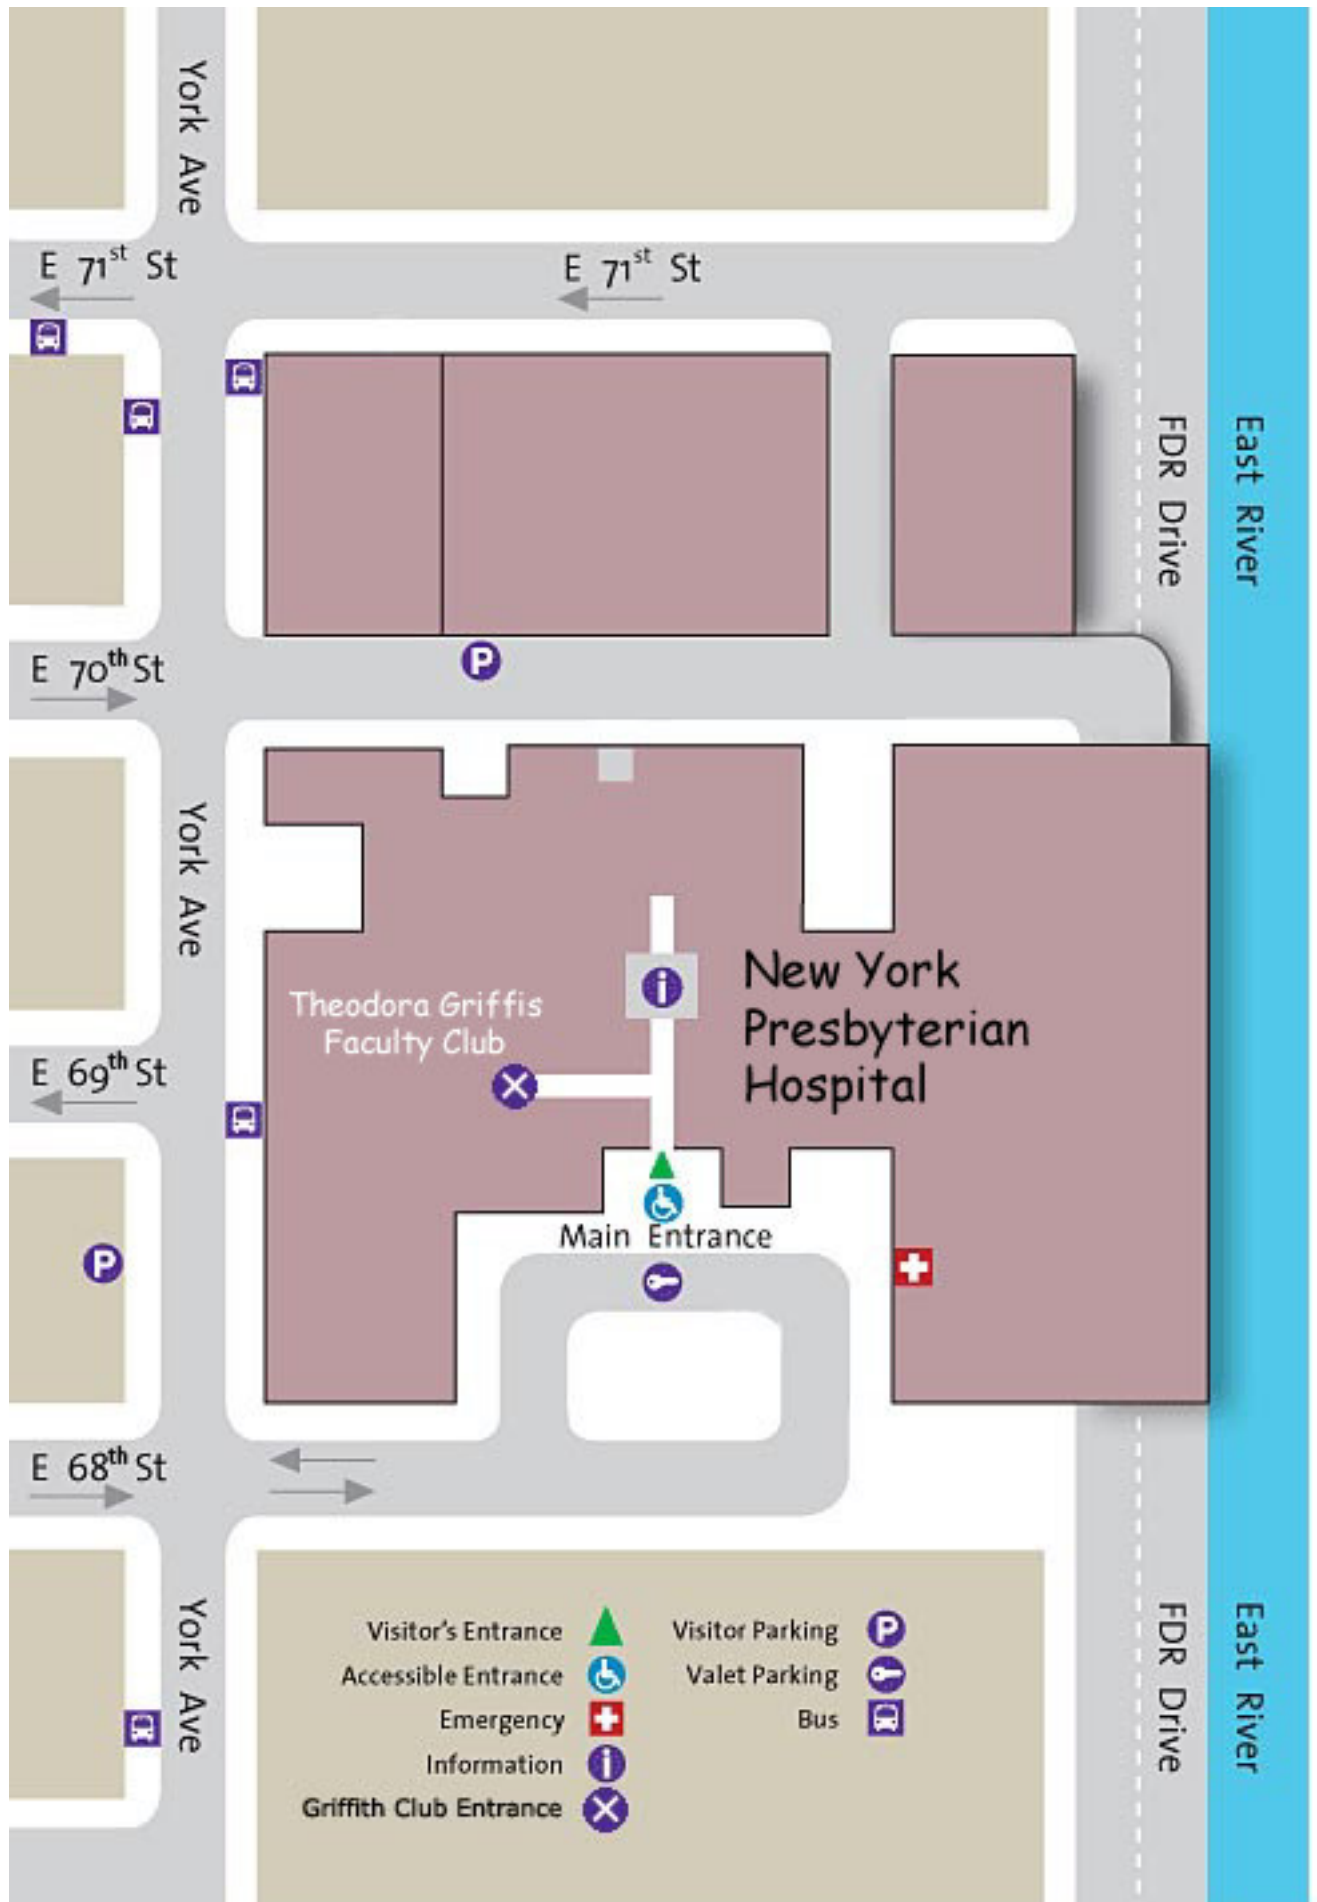 York Ave
E 71st St
E 71st St
FDR Drive
East River
E 70th St
York Ave
New York
Presbyterian
Hospital
Theodora Griffis
Faculty Club
i
E 69th St
P
P
Main Entrance
E 68th St
York Ave
FDR Drive
East River
Visitor's Entrance
Accessible Entrance
Emergency
Information i
Griffith Club Entrance
Visitor Parking P
Valet Parking
Bus